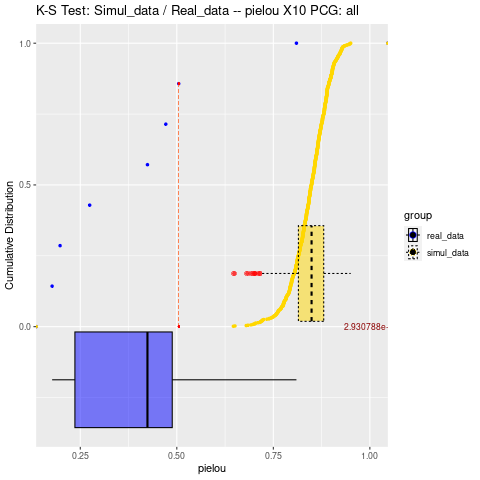 K-S Test: Simul_data / Real_data -- pielou X10 PCG: all
Cumulative Distribution
1.0
0.5
0.0
2.930788e-
0.25
0.50
0.75
1.00
pielou
group
real_data
simul_data